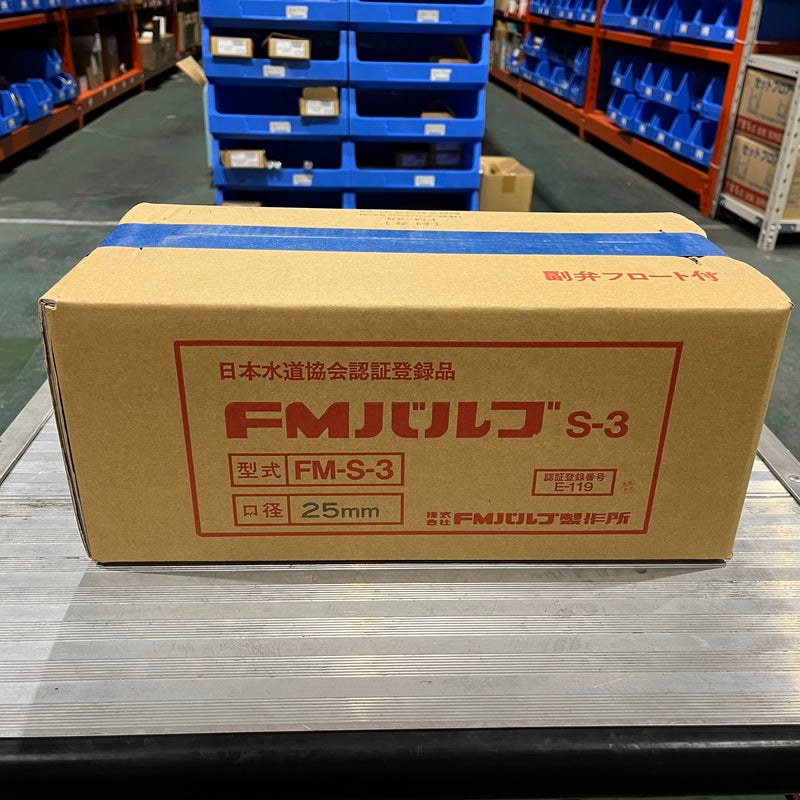 副弁フロート付
日本水道協会認証登録品
FMバルブ S-3
型式 FM-S-3
認証登録番号
E-119
口径 25mm
株式会社 FMバルブ製作所